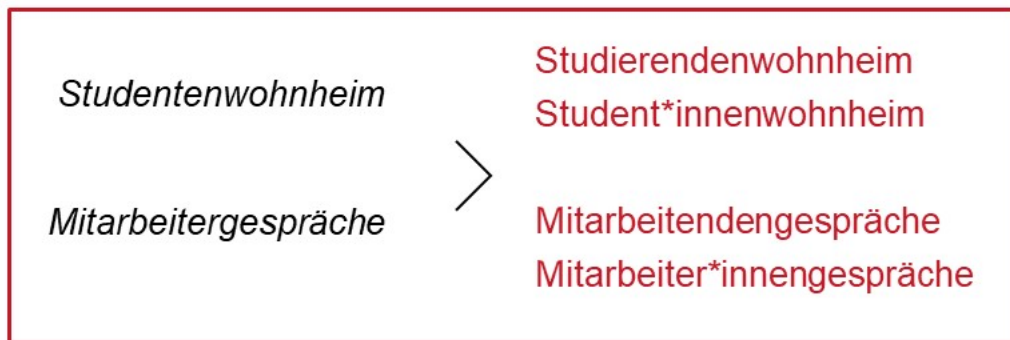 Studentenwohnheim
Studierendenwohnheim
Student*innenwohnheim
Mitarbeitergespräche
Mitarbeitendengespräche
Mitarbeiter*innengespräche